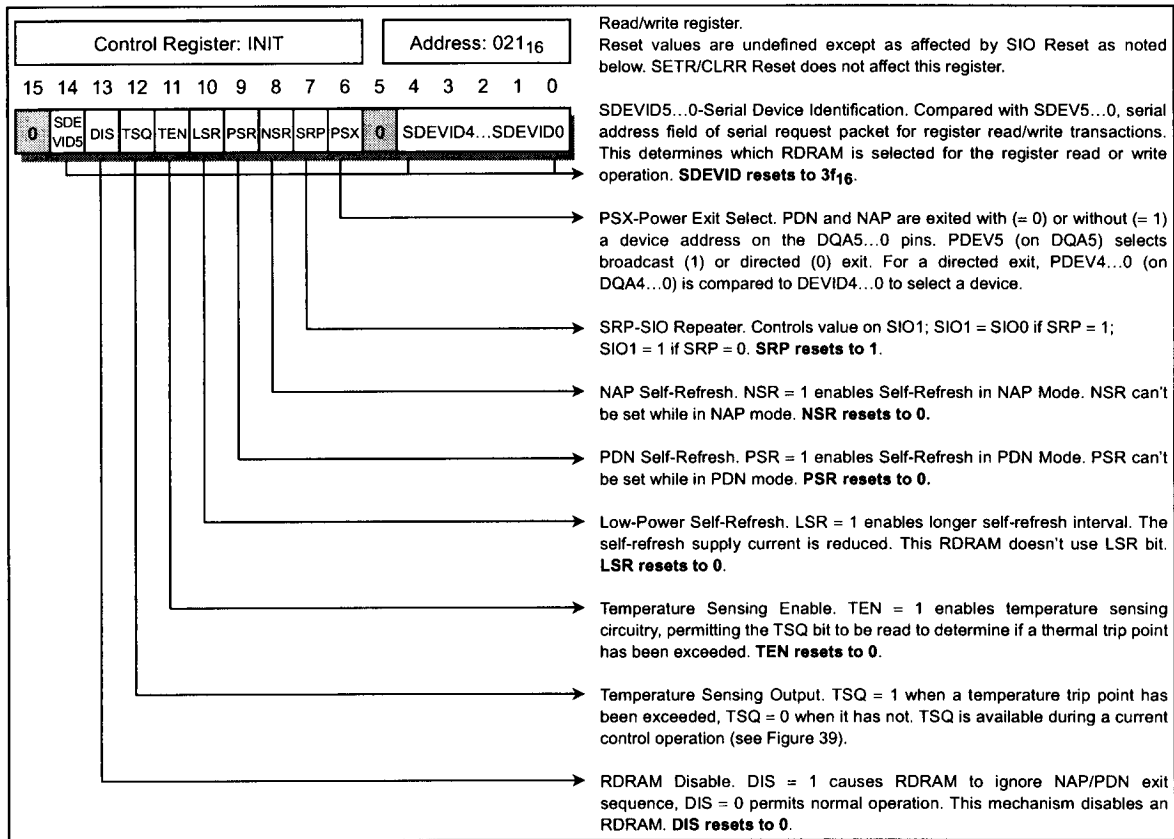 Control Register: INIT
Address: 021₁₆
15 14 13 12 11 10 9 8 7 6 5 4 3 2 1 0
0 SDE VID5 DIS TSQ TEN LSR PSR NSR SRP PSX 0 SDEVID4...SDEVID0
Read/write register.
Reset values are undefined except as affected by SIO Reset as noted
below. SETR/CLRR Reset does not affect this register.
SDEVID5...0-Serial Device Identification. Compared with SDEV5...0, serial
address field of serial request packet for register read/write transactions.
This determines which RDRAM is selected for the register read or write
operation. SDEVID resets to 3f₁₆.
PSX-Power Exit Select. PDN and NAP are exited with (= 0) or without (= 1)
a device address on the DQA5...0 pins. PDEV5 (on DQA5) selects
broadcast (1) or directed (0) exit. For a directed exit, PDEV4...0 (on
DQA4...0) is compared to DEVID4...0 to select a device.
SRP-SIO Repeater. Controls value on SIO1; SIO1 = SIO0 if SRP = 1;
SIO1 = 1 if SRP = 0. SRP resets to 1.
NAP Self-Refresh. NSR = 1 enables Self-Refresh in NAP Mode. NSR can't
be set while in NAP mode. NSR resets to 0.
PDN Self-Refresh. PSR = 1 enables Self-Refresh in PDN Mode. PSR can't
be set while in PDN mode. PSR resets to 0.
Low-Power Self-Refresh. LSR = 1 enables longer self-refresh interval. The
self-refresh supply current is reduced. This RDRAM doesn't use LSR bit.
LSR resets to 0.
Temperature Sensing Enable. TEN = 1 enables temperature sensing
circuitry, permitting the TSQ bit to be read to determine if a thermal trip point
has been exceeded. TEN resets to 0.
Temperature Sensing Output. TSQ = 1 when a temperature trip point has
been exceeded, TSQ = 0 when it has not. TSQ is available during a current
control operation (see Figure 39).
RDRAM Disable. DIS = 1 causes RDRAM to ignore NAP/PDN exit
sequence, DIS = 0 permits normal operation. This mechanism disables an
RDRAM. DIS resets to 0.